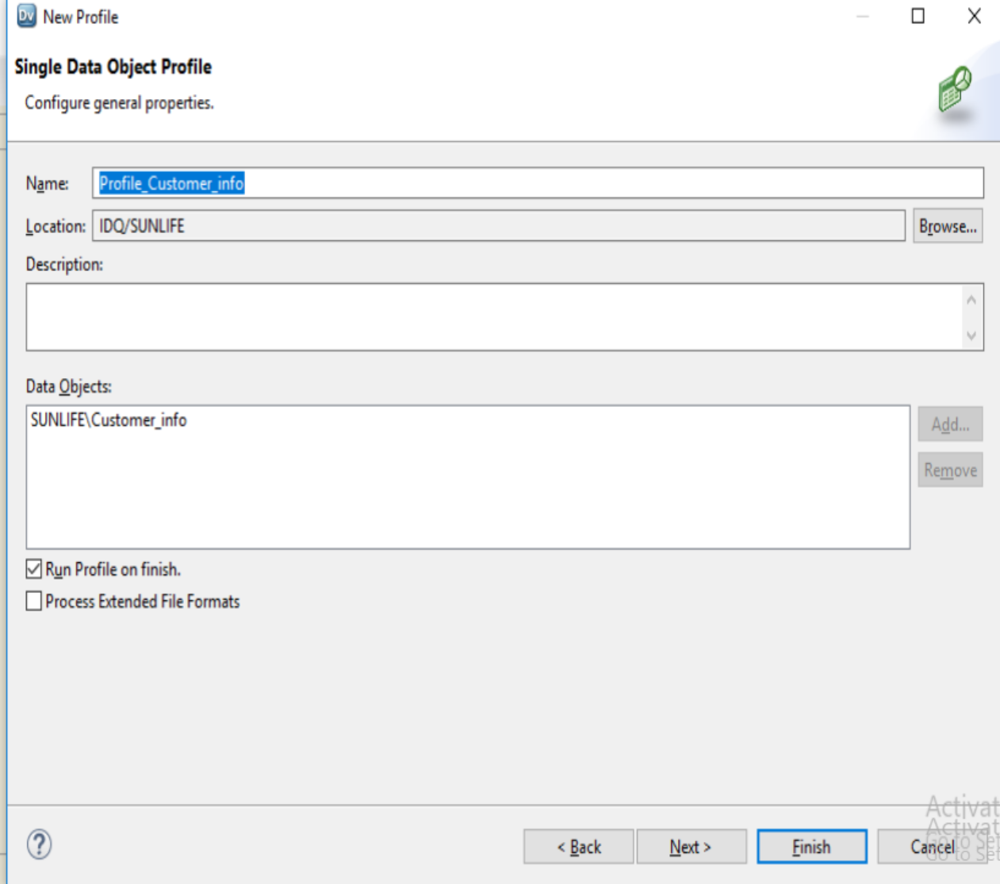 Dv New Profile
Single Data Object Profile
Configure general properties.
Name: Profile_Customer_info
Location: IDQ/SUNLIFE Browse...
Description:
Data Objects:
SUNLIFE\Customer_info
Add...
Remove
Run Profile on finish.
Process Extended File Formats
Activat
Activat
Go to Set
Go to Set
? < Back Next > Finish Cancel